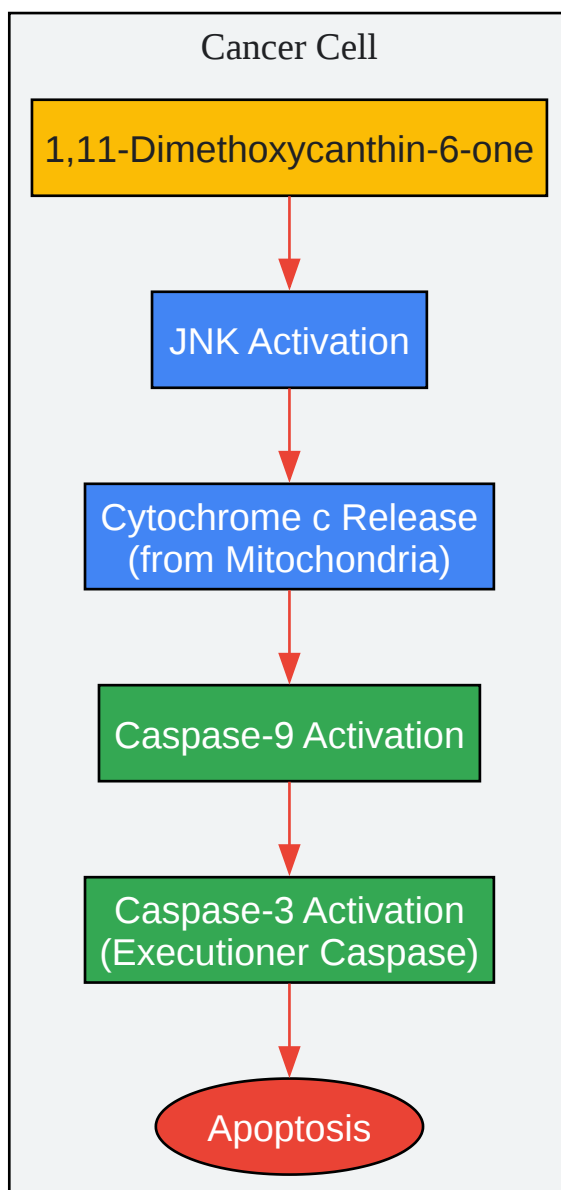 Cancer Cell
1,11-Dimethoxycanthin-6-one
JNK Activation
Cytochrome c Release
(from Mitochondria)
Caspase-9 Activation
Caspase-3 Activation
(Executioner Caspase)
Apoptosis